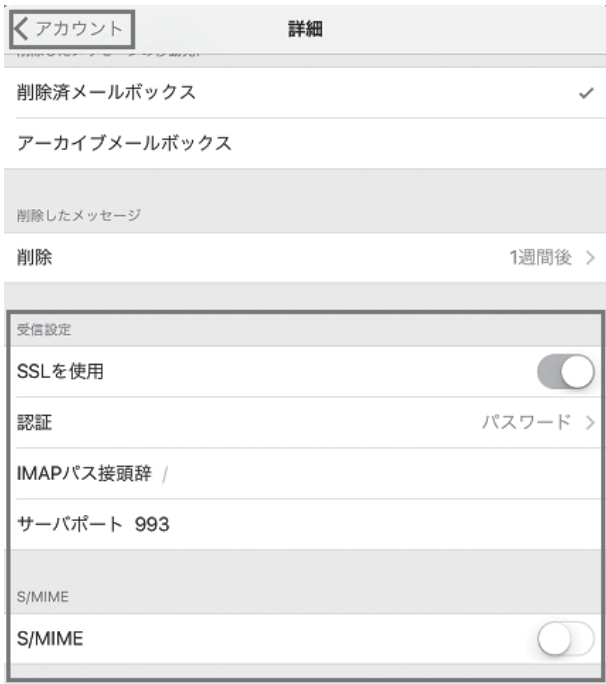 アカウント
詳細
削除済メールボックス
アーカイブメールボックス
削除したメッセージ
削除 1週間後
受信設定
SSLを使用
認証 パスワード
IMAPパス接頭辞 /
サーバポート 993
S/MIME
S/MIME